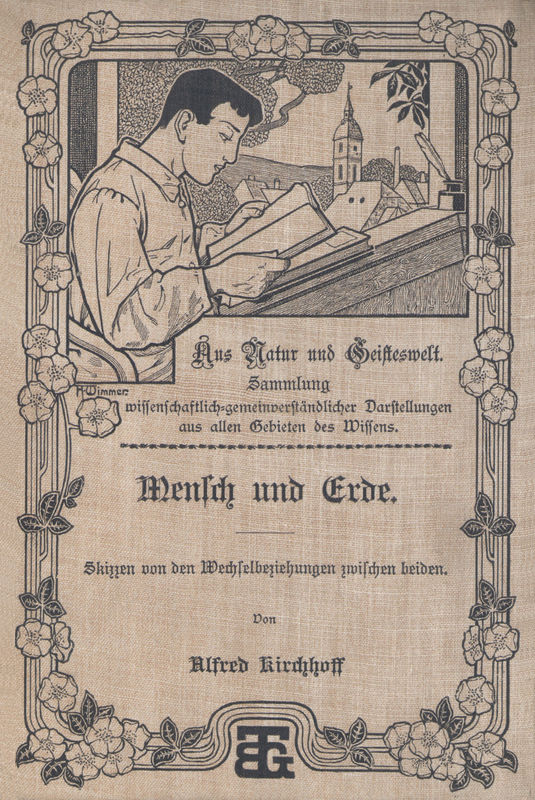 A.Wimmer.
Aus Natur und Geisteswelt.
Sammlung
wissenschaftlich-gemeinverständlicher Darstellungen
aus allen Gebieten des Wissens.
Mensch und Erde.
Skizzen von den Wechselbeziehungen zwischen beiden.
Von
Alfred Kirchhoff
BTG